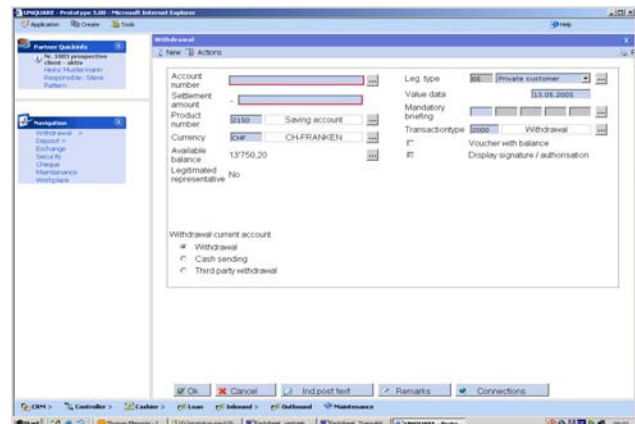 UNIQUARE - Prototype 5.00 - Microsoft Internet Explorer
Application Create Tools Help
Partner Quickinfo
Nr. 1003 prospective
client - aktiv
Heinz Mustermann
Responsible: Steve
Pattern
Navigation
Withdrawal >
Deposit >
Exchange
Security
Cheque
Maintenance
Workplace
Withdrawal
New Actions
Account
number
Settlement
amount -
Product
number 2150 Saving account
Currency CHF CH-FRANKEN
Available
balance 13'750,20
Legitimated
representative No
Leg. type 05 Private customer
Value data 13.05.2005
Mandatory
briefing
Transactiontype 2000 Withdrawal
Voucher with balance
Display signature / authorisation
Withdrawal current account
Withdrawal
Cash sending
Third party withdrawal
Ok Cancel Ind.post text Remarks Connections
CRM > Controller > Cashier > Loan Inbound > Outbound Maintenance
Start